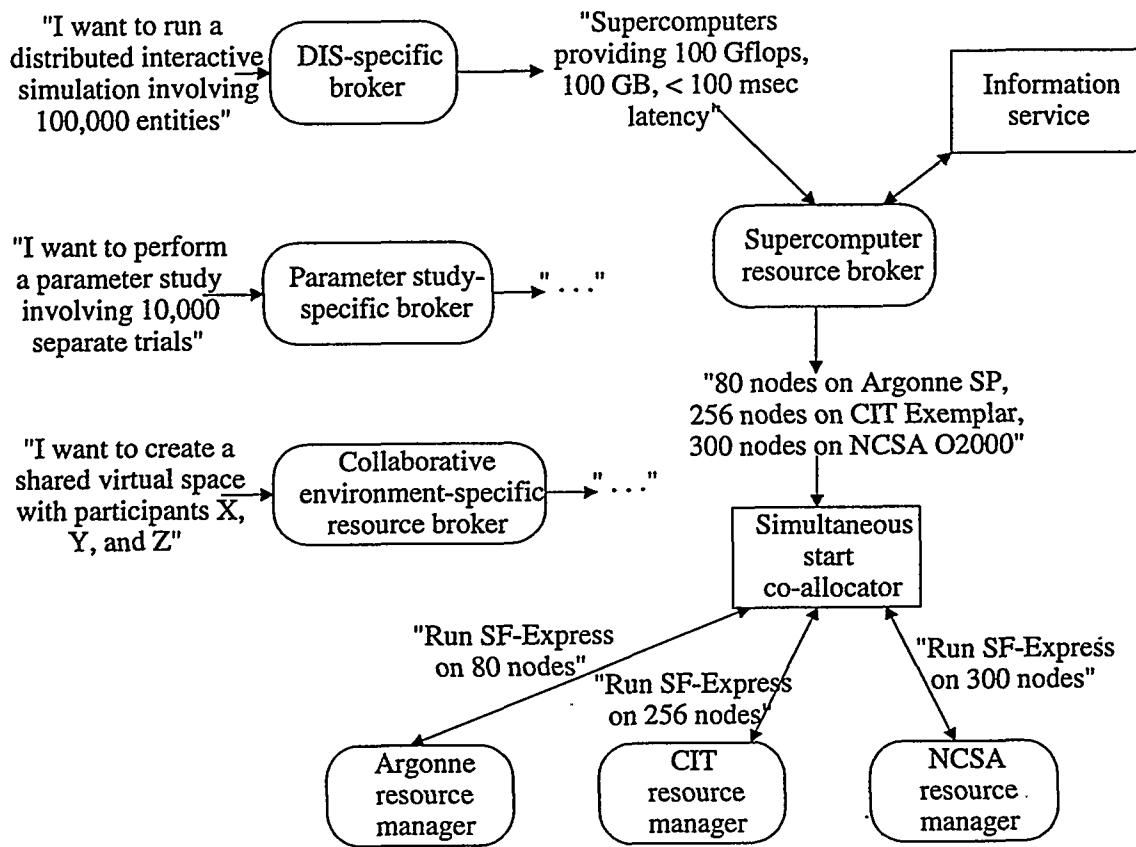 "I want to run a
distributed interactive
simulation involving
100,000 entities"
DIS-specific
broker
"Supercomputers
providing 100 Gflops,
100 GB, < 100 msec
latency"
Information
service
Supercomputer
resource broker
"I want to perform
a parameter study
involving 10,000
separate trials"
Parameter study-
specific broker
" . . ."
"80 nodes on Argonne SP,
256 nodes on CIT Exemplar,
300 nodes on NCSA O2000"
"I want to create a
shared virtual space
with participants X,
Y, and Z"
Collaborative
environment-specific
resource broker
" . . ."
Simultaneous
start
co-allocator
"Run SF-Express
on 80 nodes"
"Run SF-Express
on 256 nodes"
"Run SF-Express
on 300 nodes"
Argonne
resource
manager
CIT
resource
manager
NCSA
resource
manager